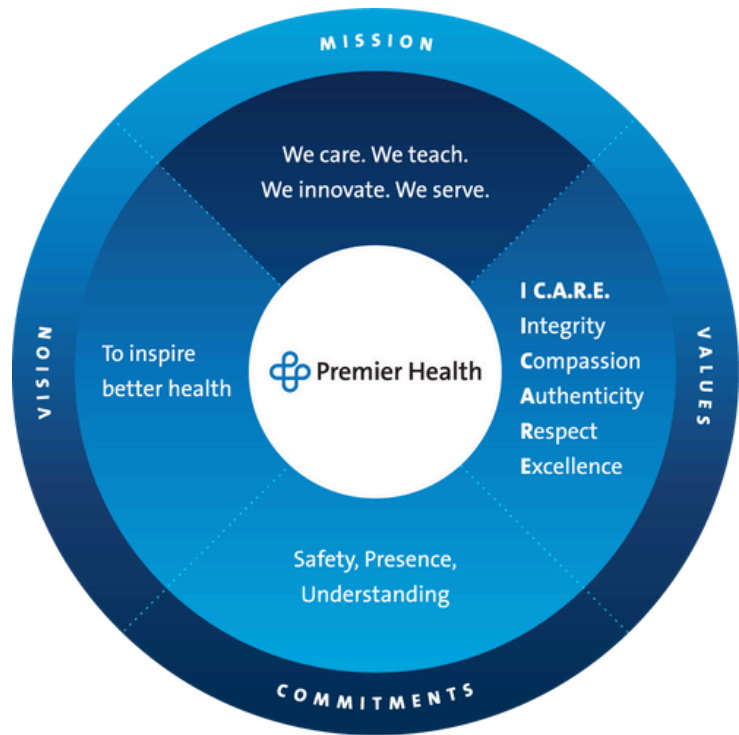 MISSION
We care. We teach.
We innovate. We serve.
VISION
To inspire
better health
Premier Health
I C.A.R.E.
Integrity
Compassion
Authenticity
Respect
Excellence
VALUES
Safety, Presence,
Understanding
COMMITMENTS